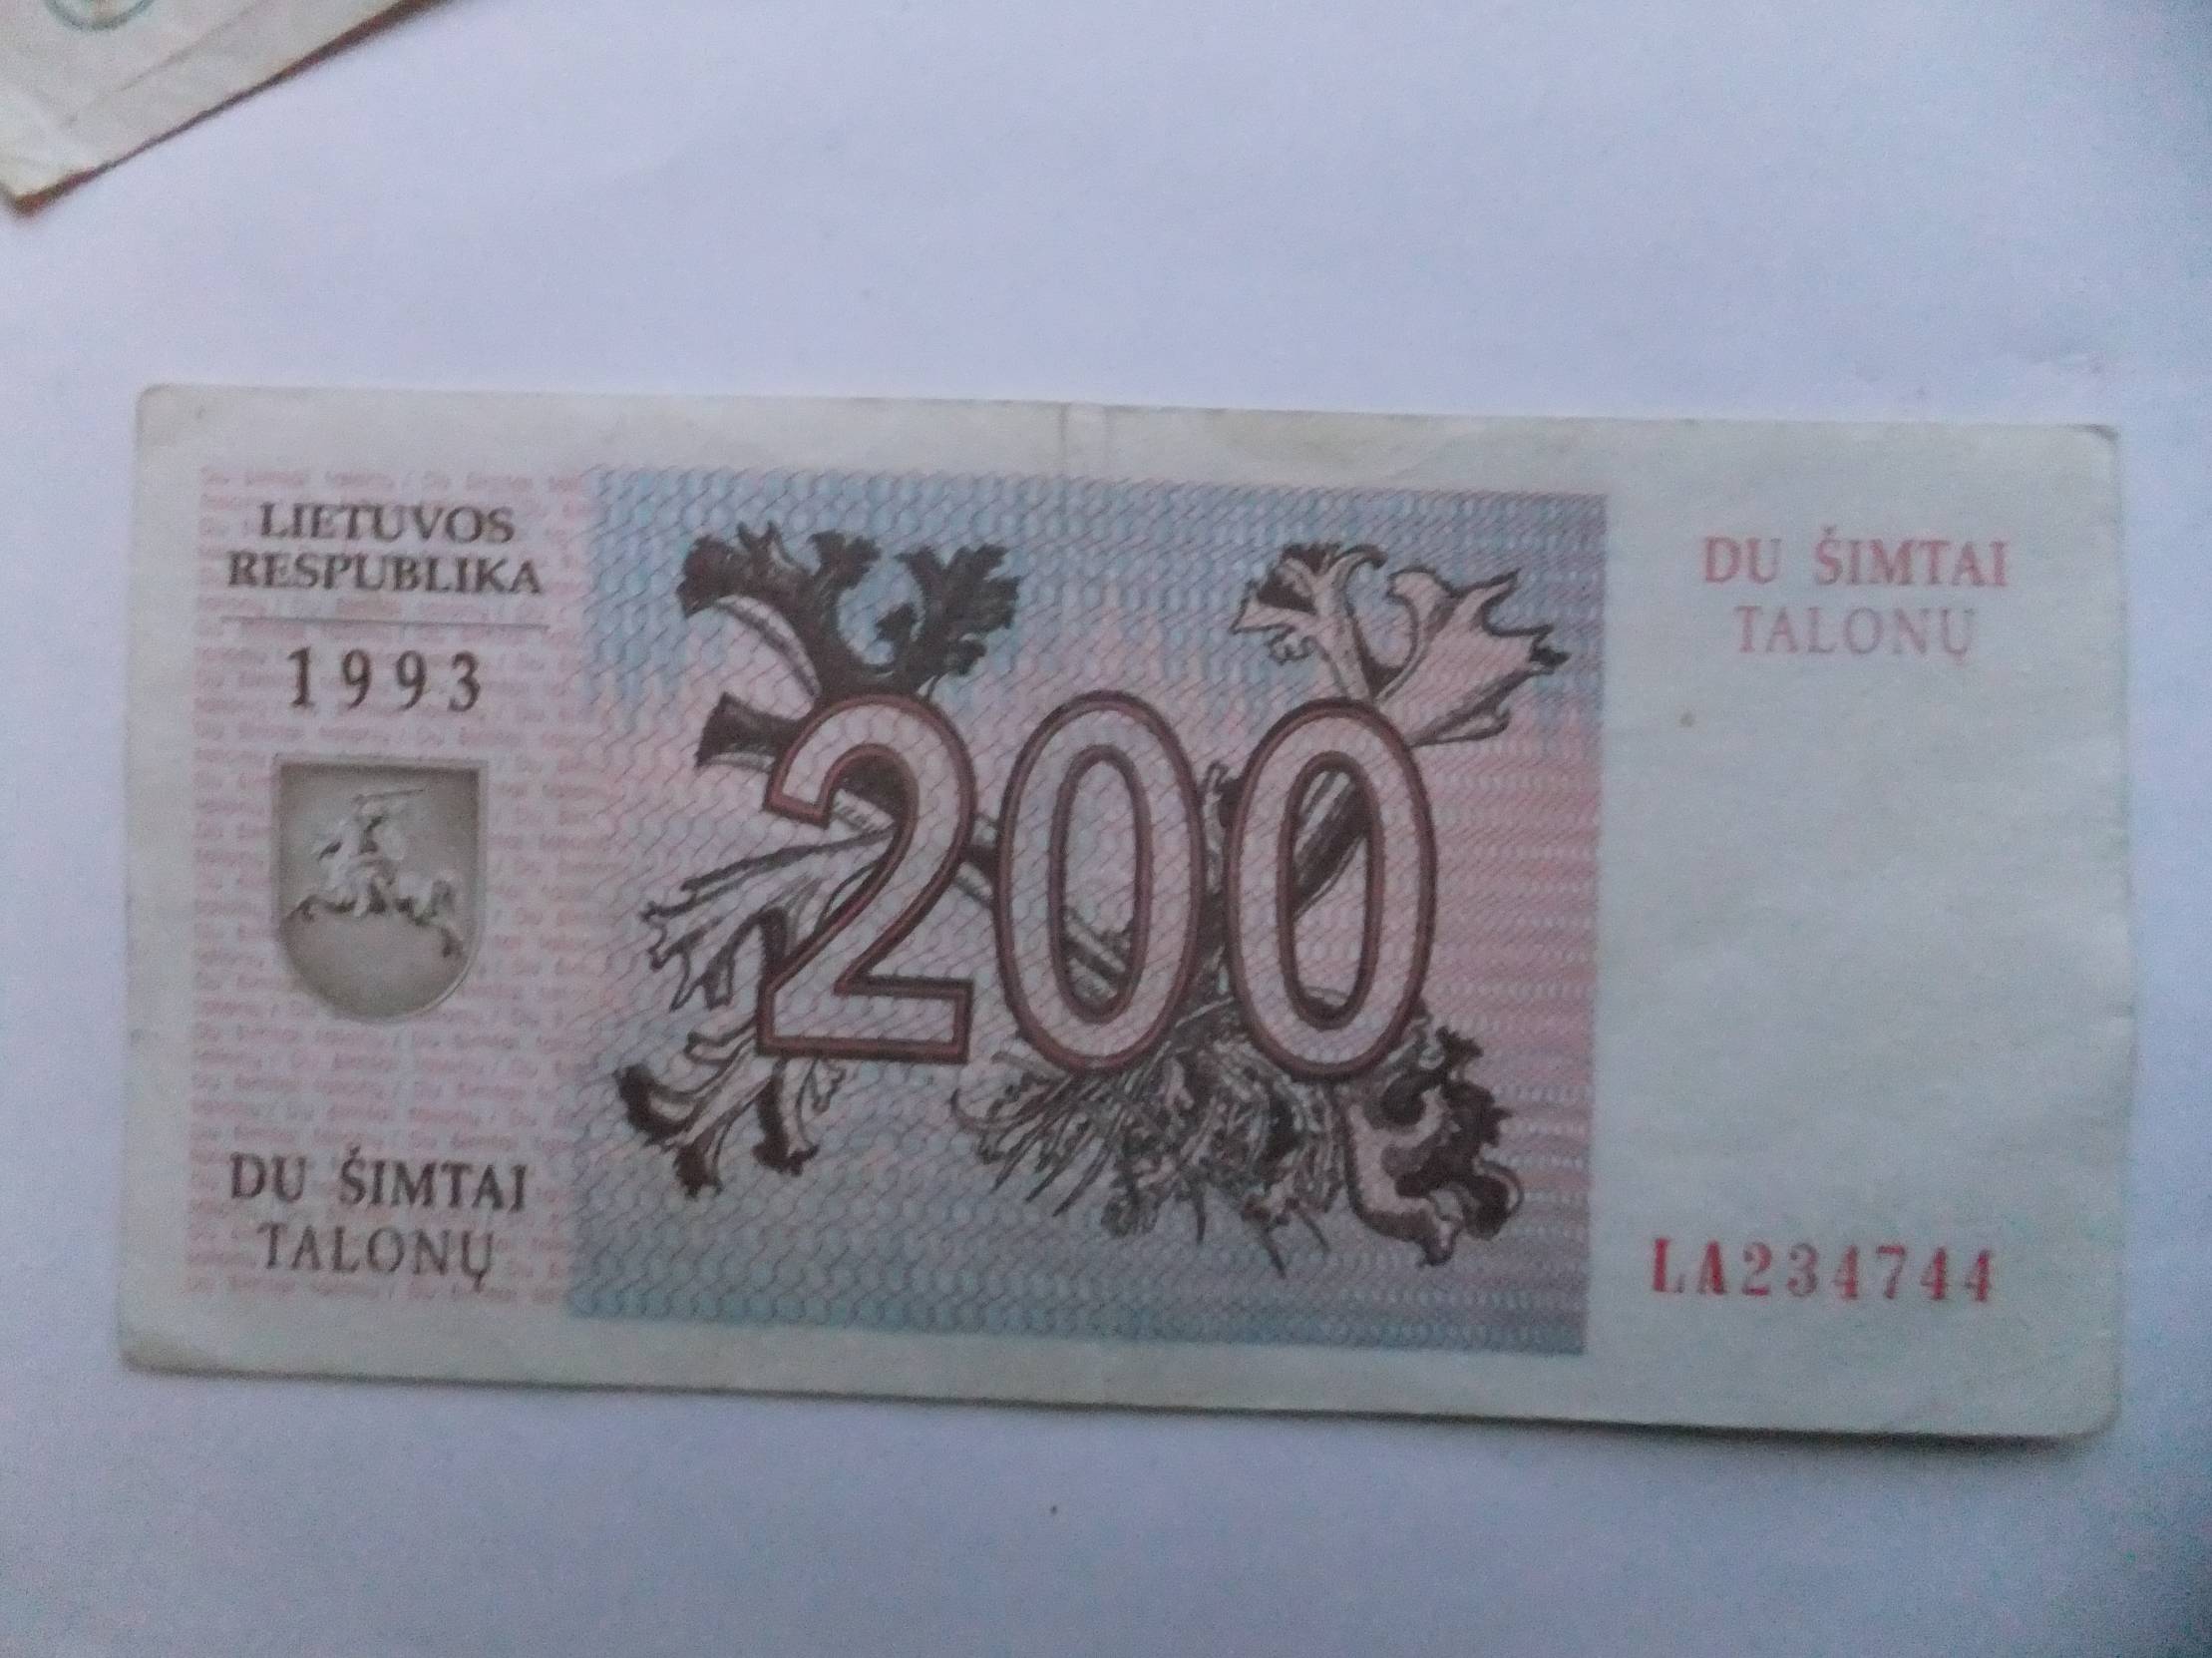 LIETUVOS
RESPUBLIKA
1993
DU ŠIMTAI
TALONŲ
200
DU ŠIMTAI
TALONŲ
LA234744